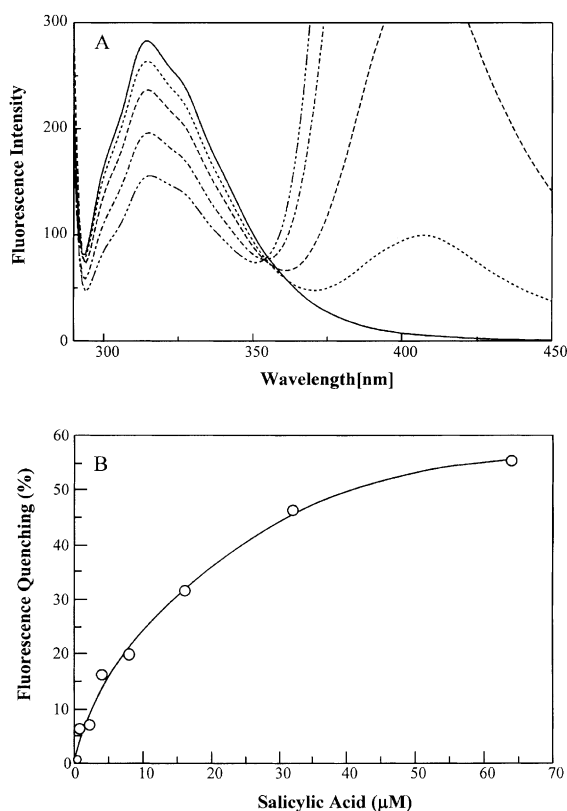 A
300
200
100
0
Fluorescence Intensity
300 350 400 450
Wavelength[nm]
B
60
50
40
30
20
10
0
Fluorescence Quenching (%)
0 10 20 30 40 50 60 70
Salicylic Acid (µM)